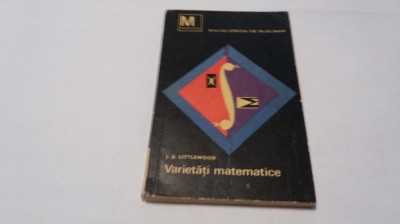 M
ENCICLOPEDIA DE BUZUNAR
M
J. E. LITTLEWOOD
Varietăți matematice